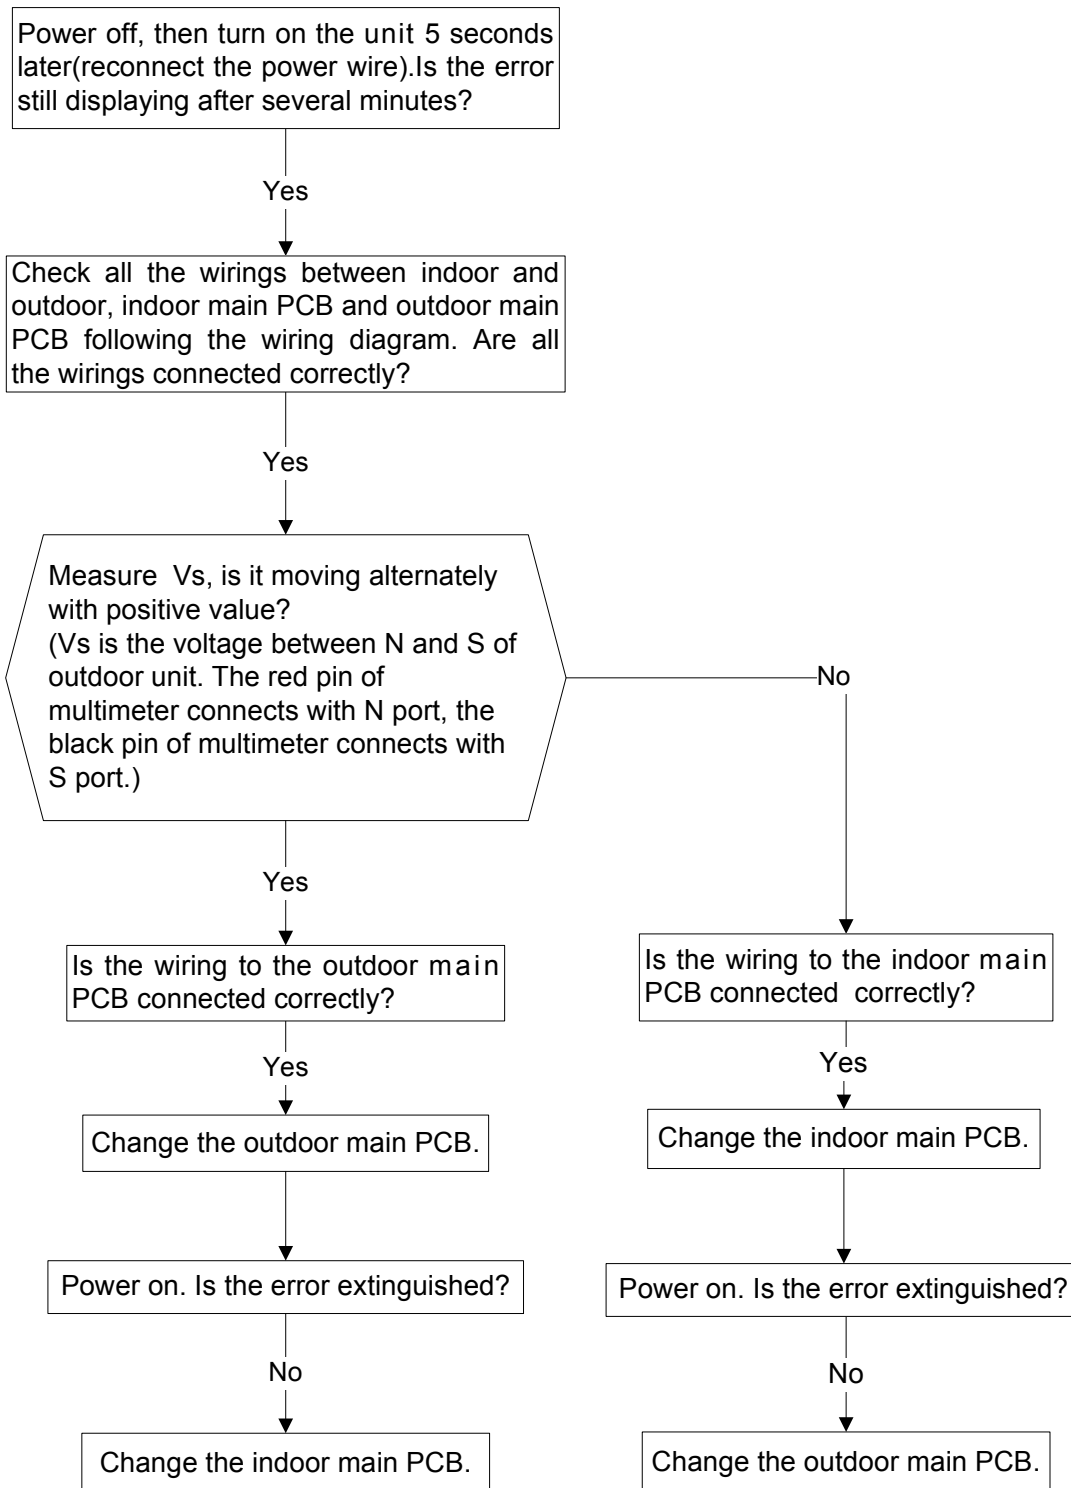 Power off, then turn on the unit 5 seconds
later(reconnect the power wire).Is the error
still displaying after several minutes?
Yes
Check all the wirings between indoor and
outdoor, indoor main PCB and outdoor main
PCB following the wiring diagram. Are all
the wirings connected correctly?
Yes
Measure Vs, is it moving alternately
with positive value?
(Vs is the voltage between N and S of
outdoor unit. The red pin of
multimeter connects with N port, the
black pin of multimeter connects with
S port.)
No
Yes
Is the wiring to the outdoor main
PCB connected correctly?
Yes
Change the outdoor main PCB.
Power on. Is the error extinguished?
No
Change the indoor main PCB.
Is the wiring to the indoor main
PCB connected correctly?
Yes
Change the indoor main PCB.
Power on. Is the error extinguished?
No
Change the outdoor main PCB.